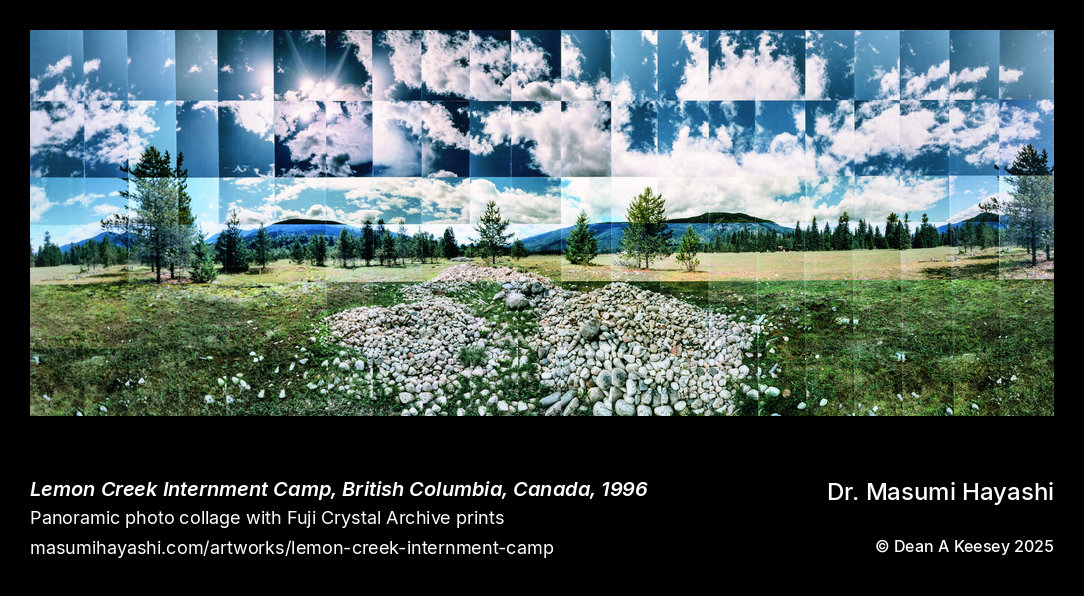 Lemon Creek Internment Camp, British Columbia, Canada, 1996
Panoramic photo collage with Fuji Crystal Archive prints
masumihayashi.com/artworks/lemon-creek-internment-camp
Dr. Masumi Hayashi
© Dean A Keesey 2025